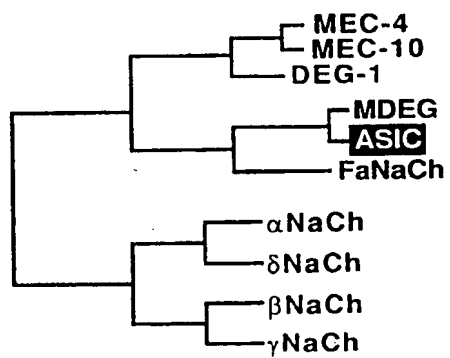 MEC-4
MEC-10
DEG-1
MDEG
ASIC
FaNaCh
αNaCh
δNaCh
βNaCh
γNaCh